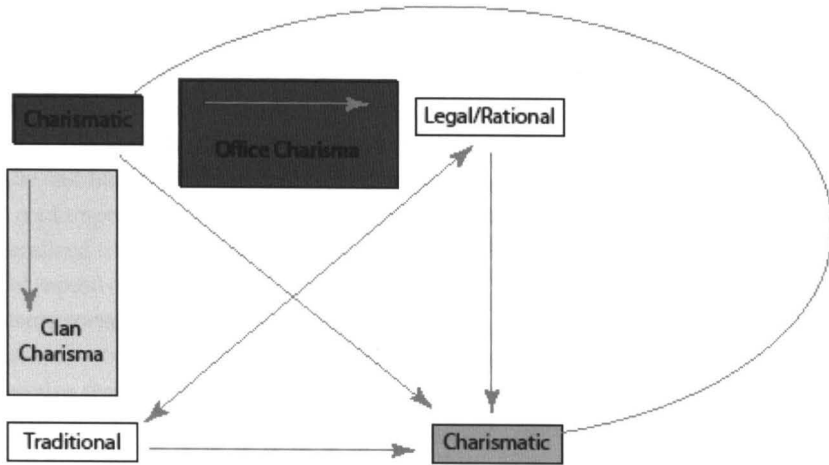 Charismatic
Office Charisma
Legal/Rational
Clan
Charisma
Traditional
Charismatic